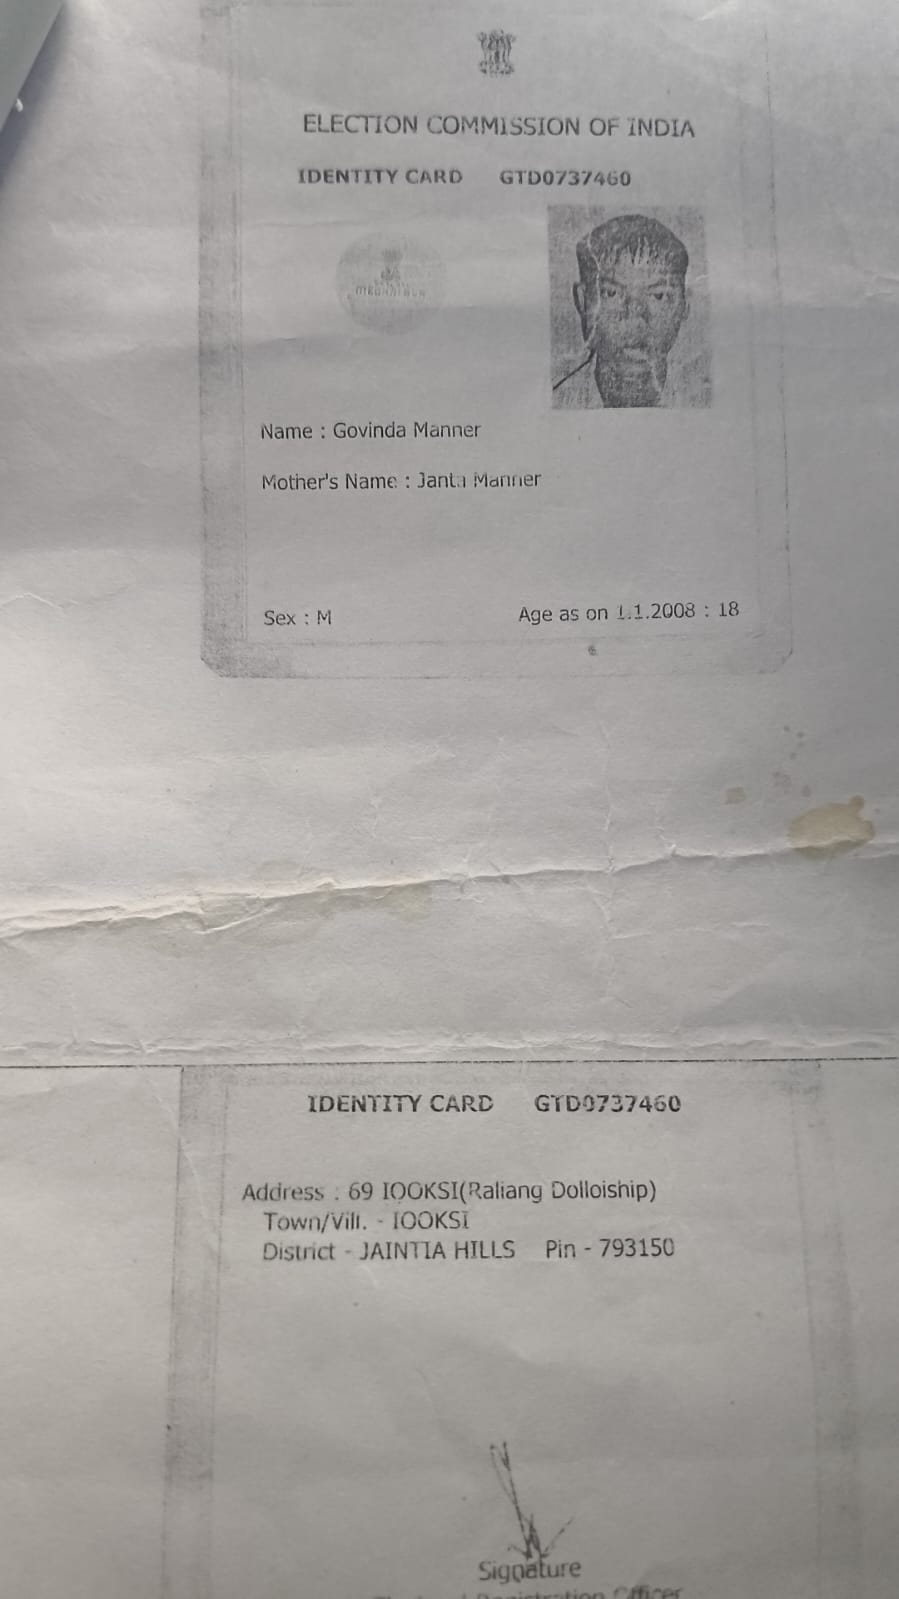 ELECTION COMMISSION OF INDIA
IDENTITY CARD GTD0737460
Name : Govinda Manner
Mother's Name : Janta Manner
Sex : M Age as on 1.1.2008 : 18
IDENTITY CARD GTD0737460
Address : 69 IOOKSI(Raliang Dolloiship)
Town/Vill. - IOOKSI
District - JAINTIA HILLS Pin - 793150
Signature
Registration Officer